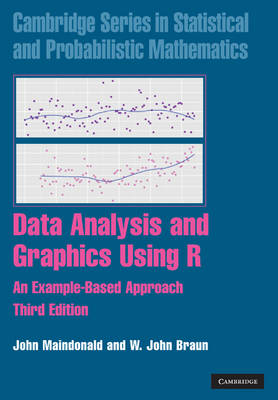 Cambridge Series in Statistical
and Probabilistic Mathematics
Data Analysis and
Graphics Using R
An Example-Based Approach
Third Edition
John Maindonald and W. John Braun
CAMBRIDGE